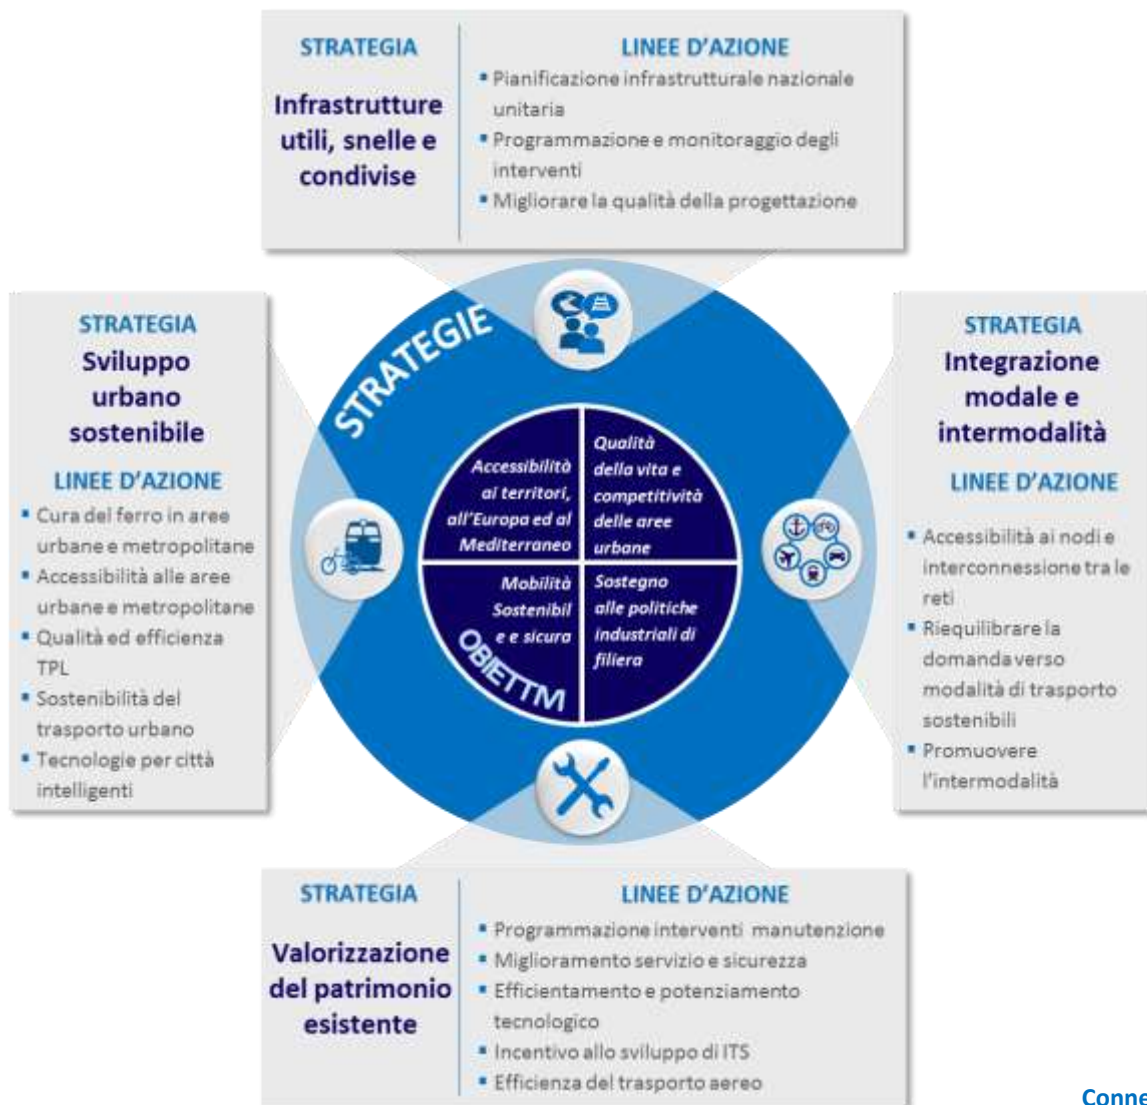 STRATEGIA
Infrastrutture
utili, snelle e
condivise
LINEE D'AZIONE
▪ Pianificazione infrastrutturale nazionale
unitaria
▪ Programmazione e monitoraggio degli
interventi
▪ Migliorare la qualità della progettazione
STRATEGIA
Sviluppo
urbano
sostenibile
LINEE D'AZIONE
▪ Cura del ferro in aree
urbane e metropolitane
▪ Accessibilità alle aree
urbane e metropolitane
▪ Qualità ed efficienza
TPL
▪ Sostenibilità del
trasporto urbano
▪ Tecnologie per città
intelligenti
STRATEGIE
Accessibilità
ai territori,
all'Europa ed al
Mediterraneo
Qualità
della vita e
competitività
delle aree
urbane
Mobilità
Sostenibil
e e sicura
Sostegno
alle politiche
industriali di
filiera
OBIETTM
STRATEGIA
Integrazione
modale e
intermodalità
LINEE D'AZIONE
▪ Accessibilità ai nodi e
interconnessione tra le
reti
▪ Riequilibrare la
domanda verso
modalità di trasporto
sostenibili
▪ Promuovere
l'intermodalità
STRATEGIA
Valorizzazione
del patrimonio
esistente
LINEE D'AZIONE
▪ Programmazione interventi manutenzione
▪ Miglioramento servizio e sicurezza
▪ Efficientamento e potenziamento
tecnologico
▪ Incentivo allo sviluppo di ITS
▪ Efficienza del trasporto aereo
Conne